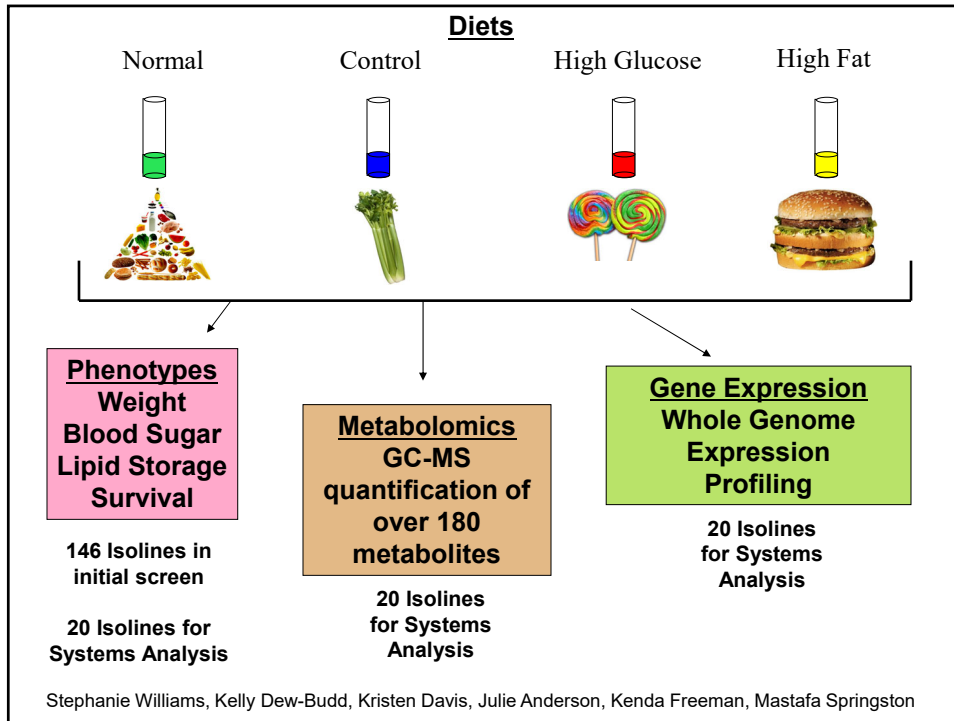 Diets
Normal
Control
High Glucose
High Fat
Phenotypes
Weight
Blood Sugar
Lipid Storage
Survival
146 Isolines in
initial screen
20 Isolines for
Systems Analysis
Metabolomics
GC-MS
quantification of
over 180
metabolites
20 Isolines
for Systems
Analysis
Gene Expression
Whole Genome
Expression
Profiling
20 Isolines
for Systems
Analysis
Stephanie Williams, Kelly Dew-Budd, Kristen Davis, Julie Anderson, Kenda Freeman, Mastafa Springston